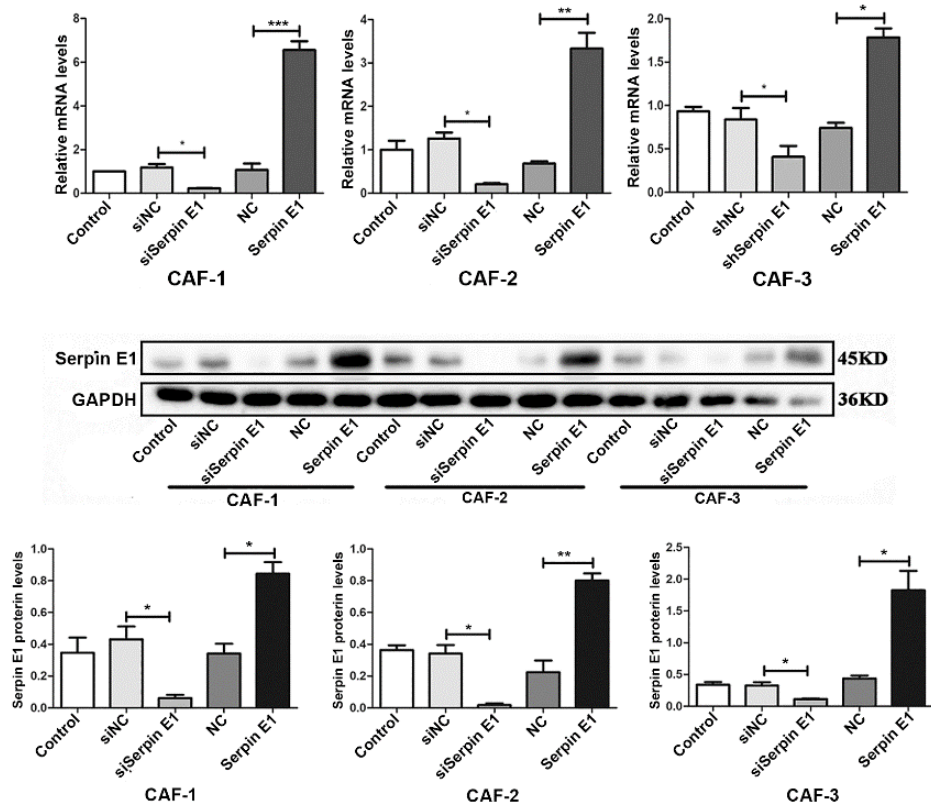 Relative mRNA levels
8
6
4
2
0
***
*
Control
siNC
siSerpin E1
NC
Serpin E1
CAF-1
Relative mRNA levels
4
3
2
1
0
**
*
Control
siNC
siSerpin E1
NC
Serpin E1
CAF-2
Relative mRNA levels
2.0
1.5
1.0
0.5
0.0
*
*
Control
shNC
shSerpin E1
NC
Serpin E1
CAF-3
Serpin E1
45KD
GAPDH
36KD
Control
siNC
siSerpin E1
NC
Serpin E1
Control
siNC
siSerpin E1
NC
Serpin E1
Control
siNC
siSerpin E1
NC
Serpin E1
CAF-1
CAF-2
CAF-3
Serpin E1 proterin levels
1.0
0.8
0.6
0.4
0.2
0.0
*
*
Control
siNC
siSerpin E1
NC
Serpin E1
CAF-1
Serpin E1 proterin levels
1.0
0.8
0.6
0.4
0.2
0.0
**
*
Control
siNC
siSerpin E1
NC
Serpin E1
CAF-2
Serpin E1 proterin levels
2.5
2.0
1.5
1.0
0.5
0.0
*
*
Control
siNC
siSerpin E1
NC
Serpin E1
CAF-3